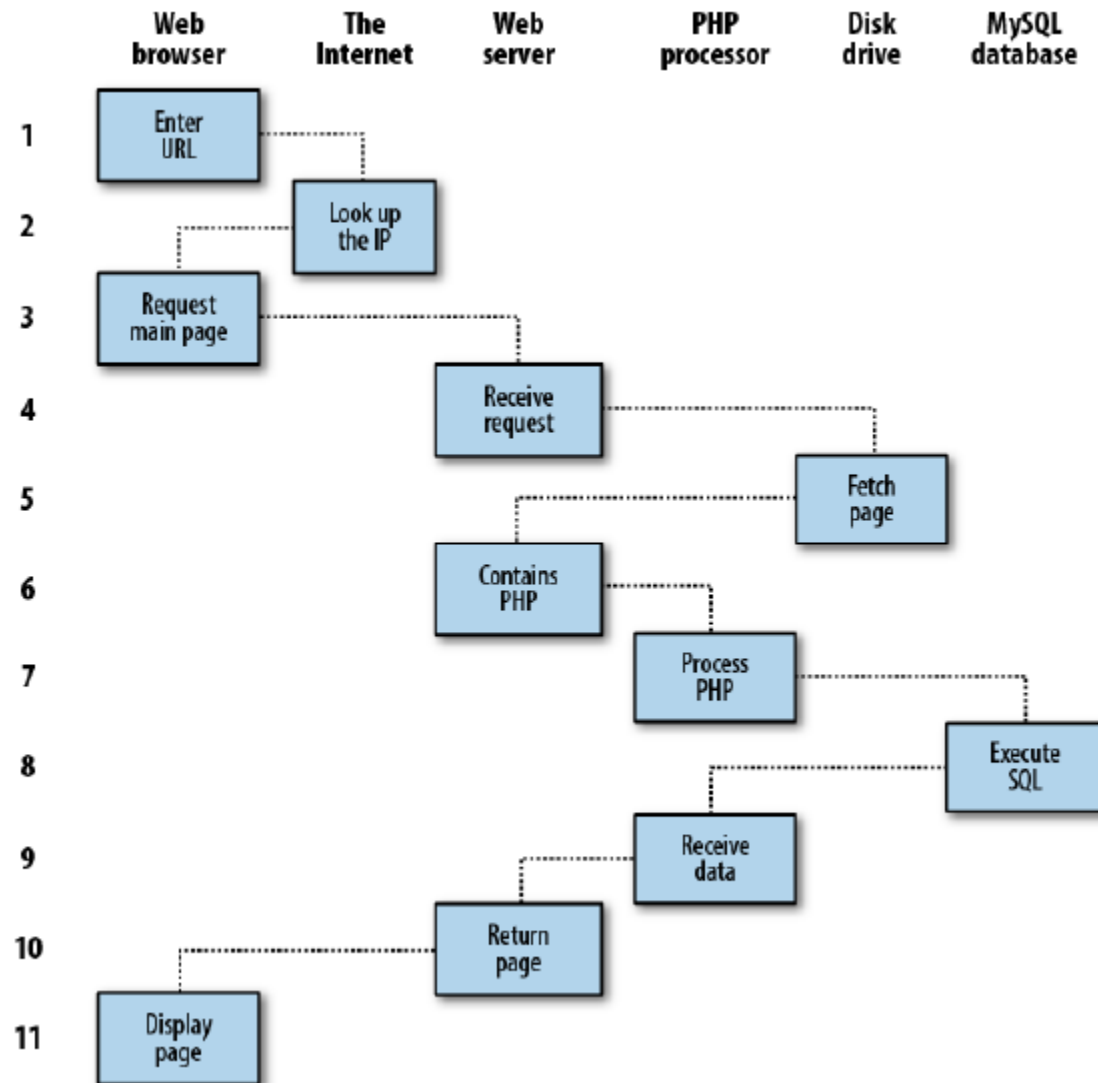 Web browser
The Internet
Web server
PHP processor
Disk drive
MySQL database
1
Enter
URL
2
Look up
the IP
3
Request
main page
4
Receive
request
5
Fetch
page
6
Contains
PHP
7
Process
PHP
8
Execute
SQL
9
Receive
data
10
Return
page
11
Display
page